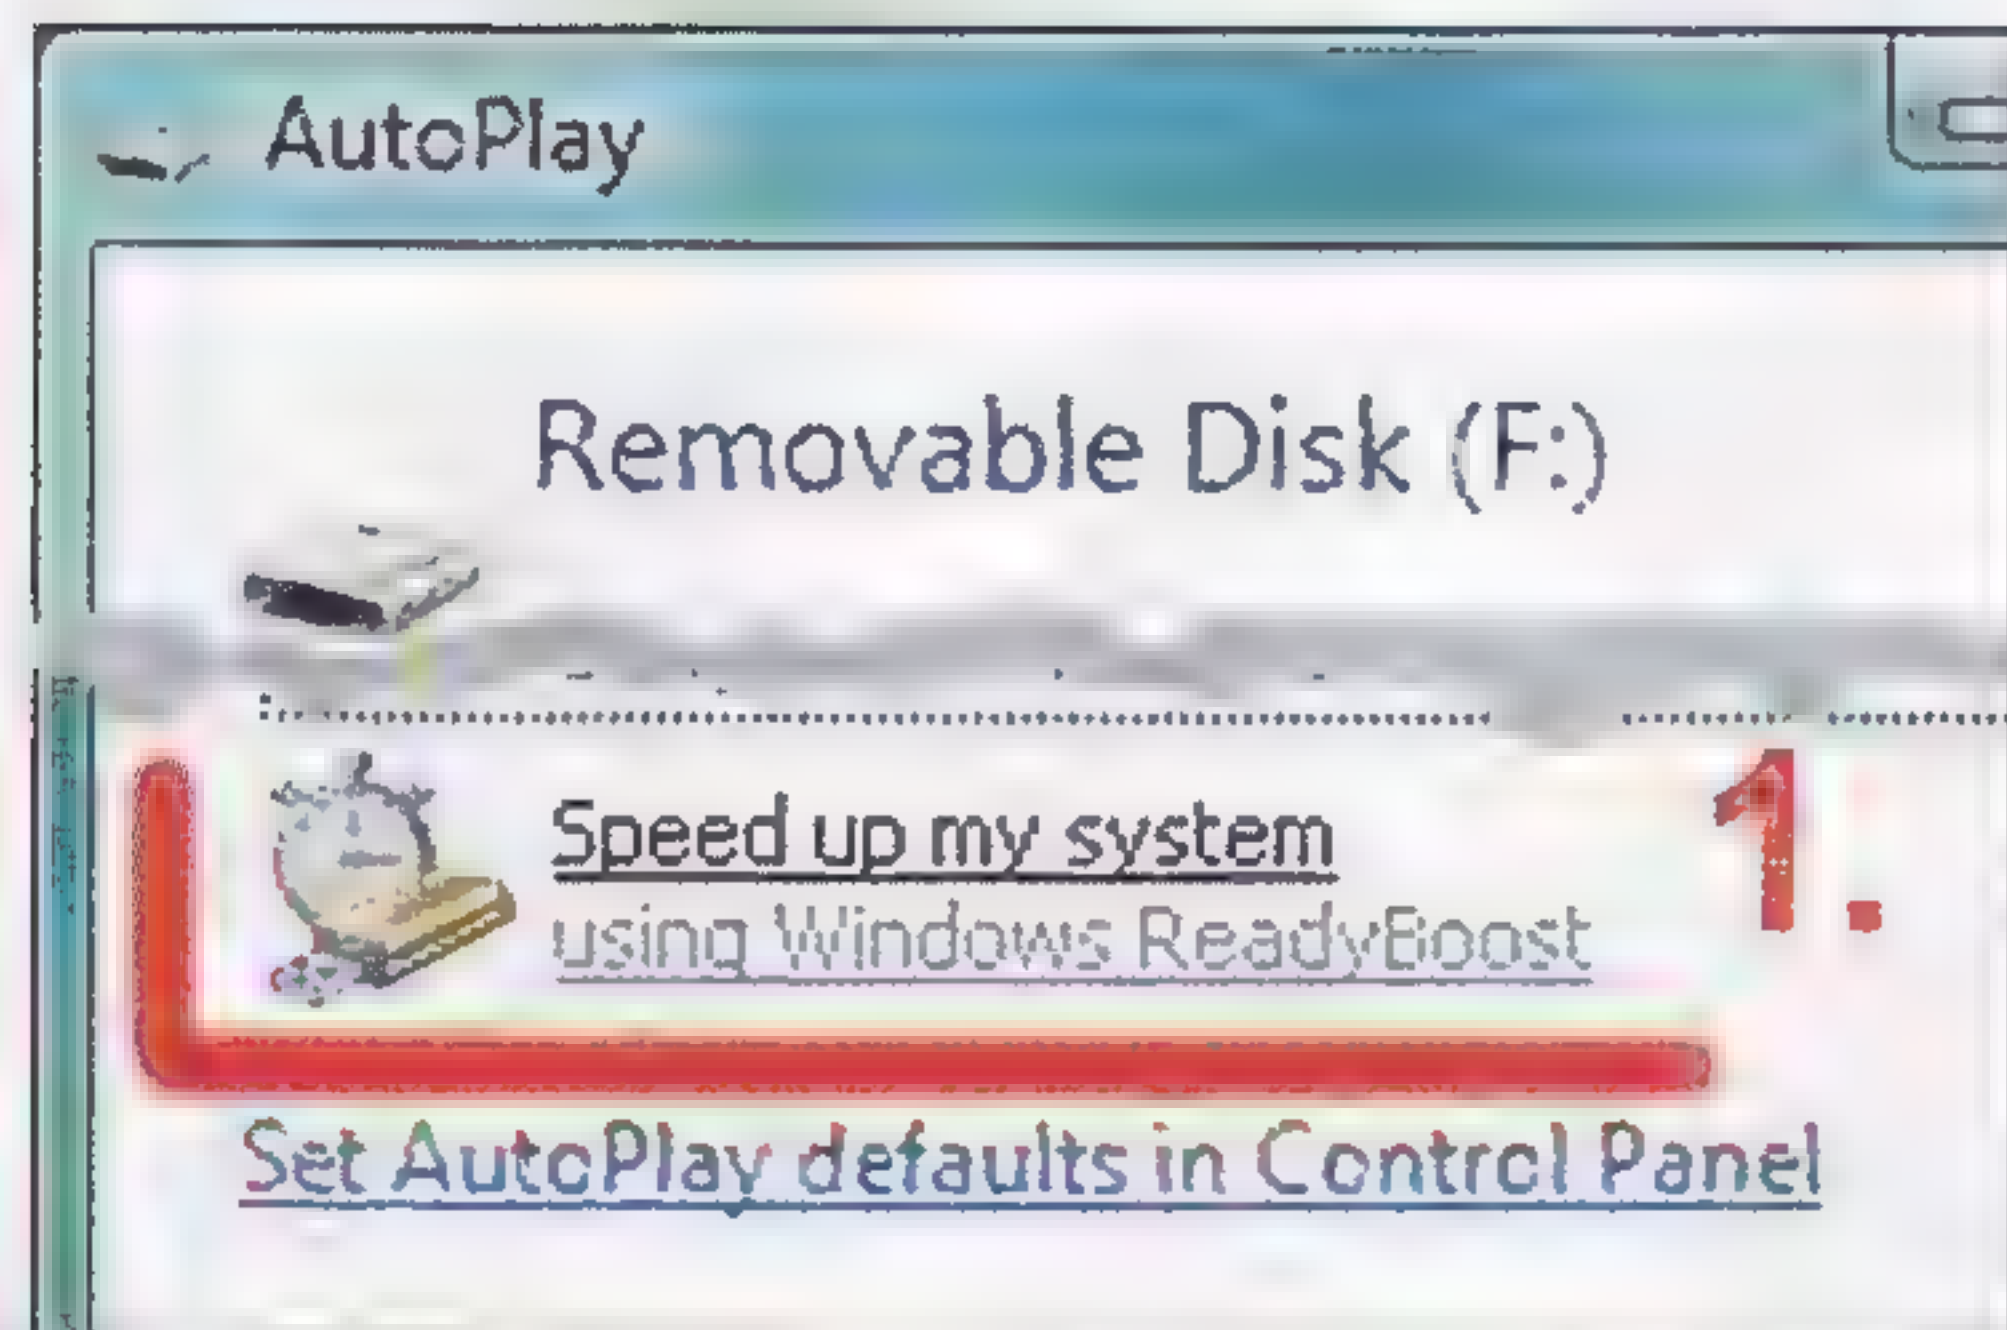 AutoPlay
Removable Disk (F:)
Speed up my system
1.
using Windows ReadyBoost
Set AutoPlay defaults in Control Panel